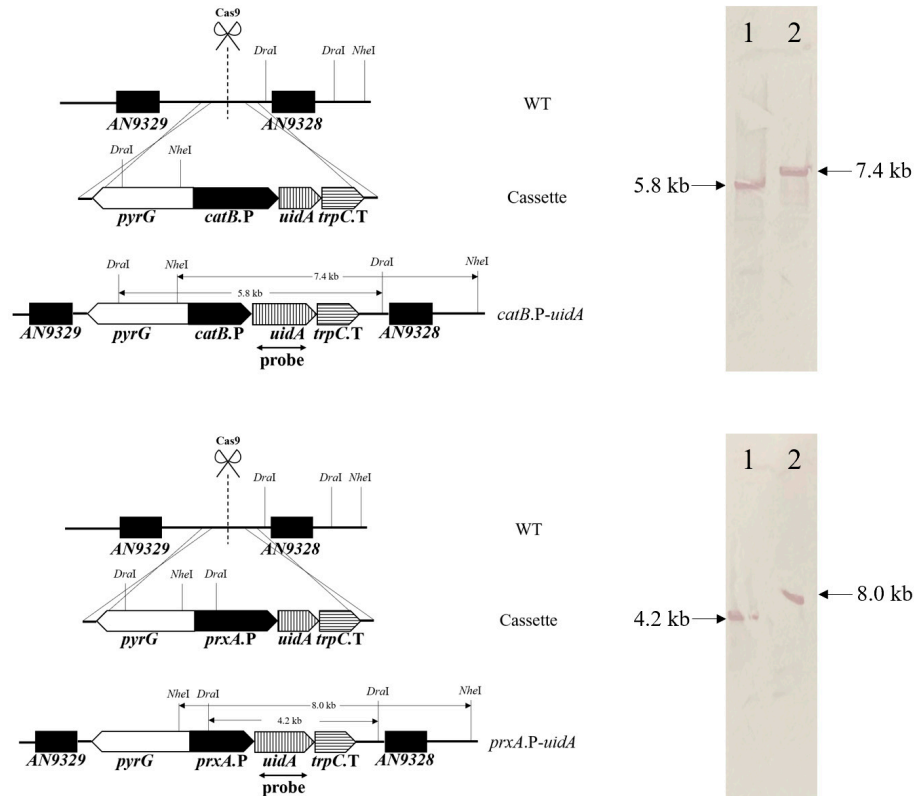 Cas9
DraI DraI NheI
WT
AN9329 AN9328
DraI NheI
Cassette
pyrG catB.P uidA trpC.T
DraI NheI DraI NheI
7.4 kb
5.8 kb
catB.P-uidA
AN9329 pyrG catB.P uidA trpC.T AN9328
probe
1 2
5.8 kb 7.4 kb
Cas9
DraI DraI NheI
WT
AN9329 AN9328
DraI NheI DraI
Cassette
pyrG prxA.P uidA trpC.T
NheI DraI DraI NheI
8.0 kb
4.2 kb
prxA.P-uidA
AN9329 pyrG prxA.P uidA trpC.T AN9328
probe
1 2
8.0 kb
4.2 kb